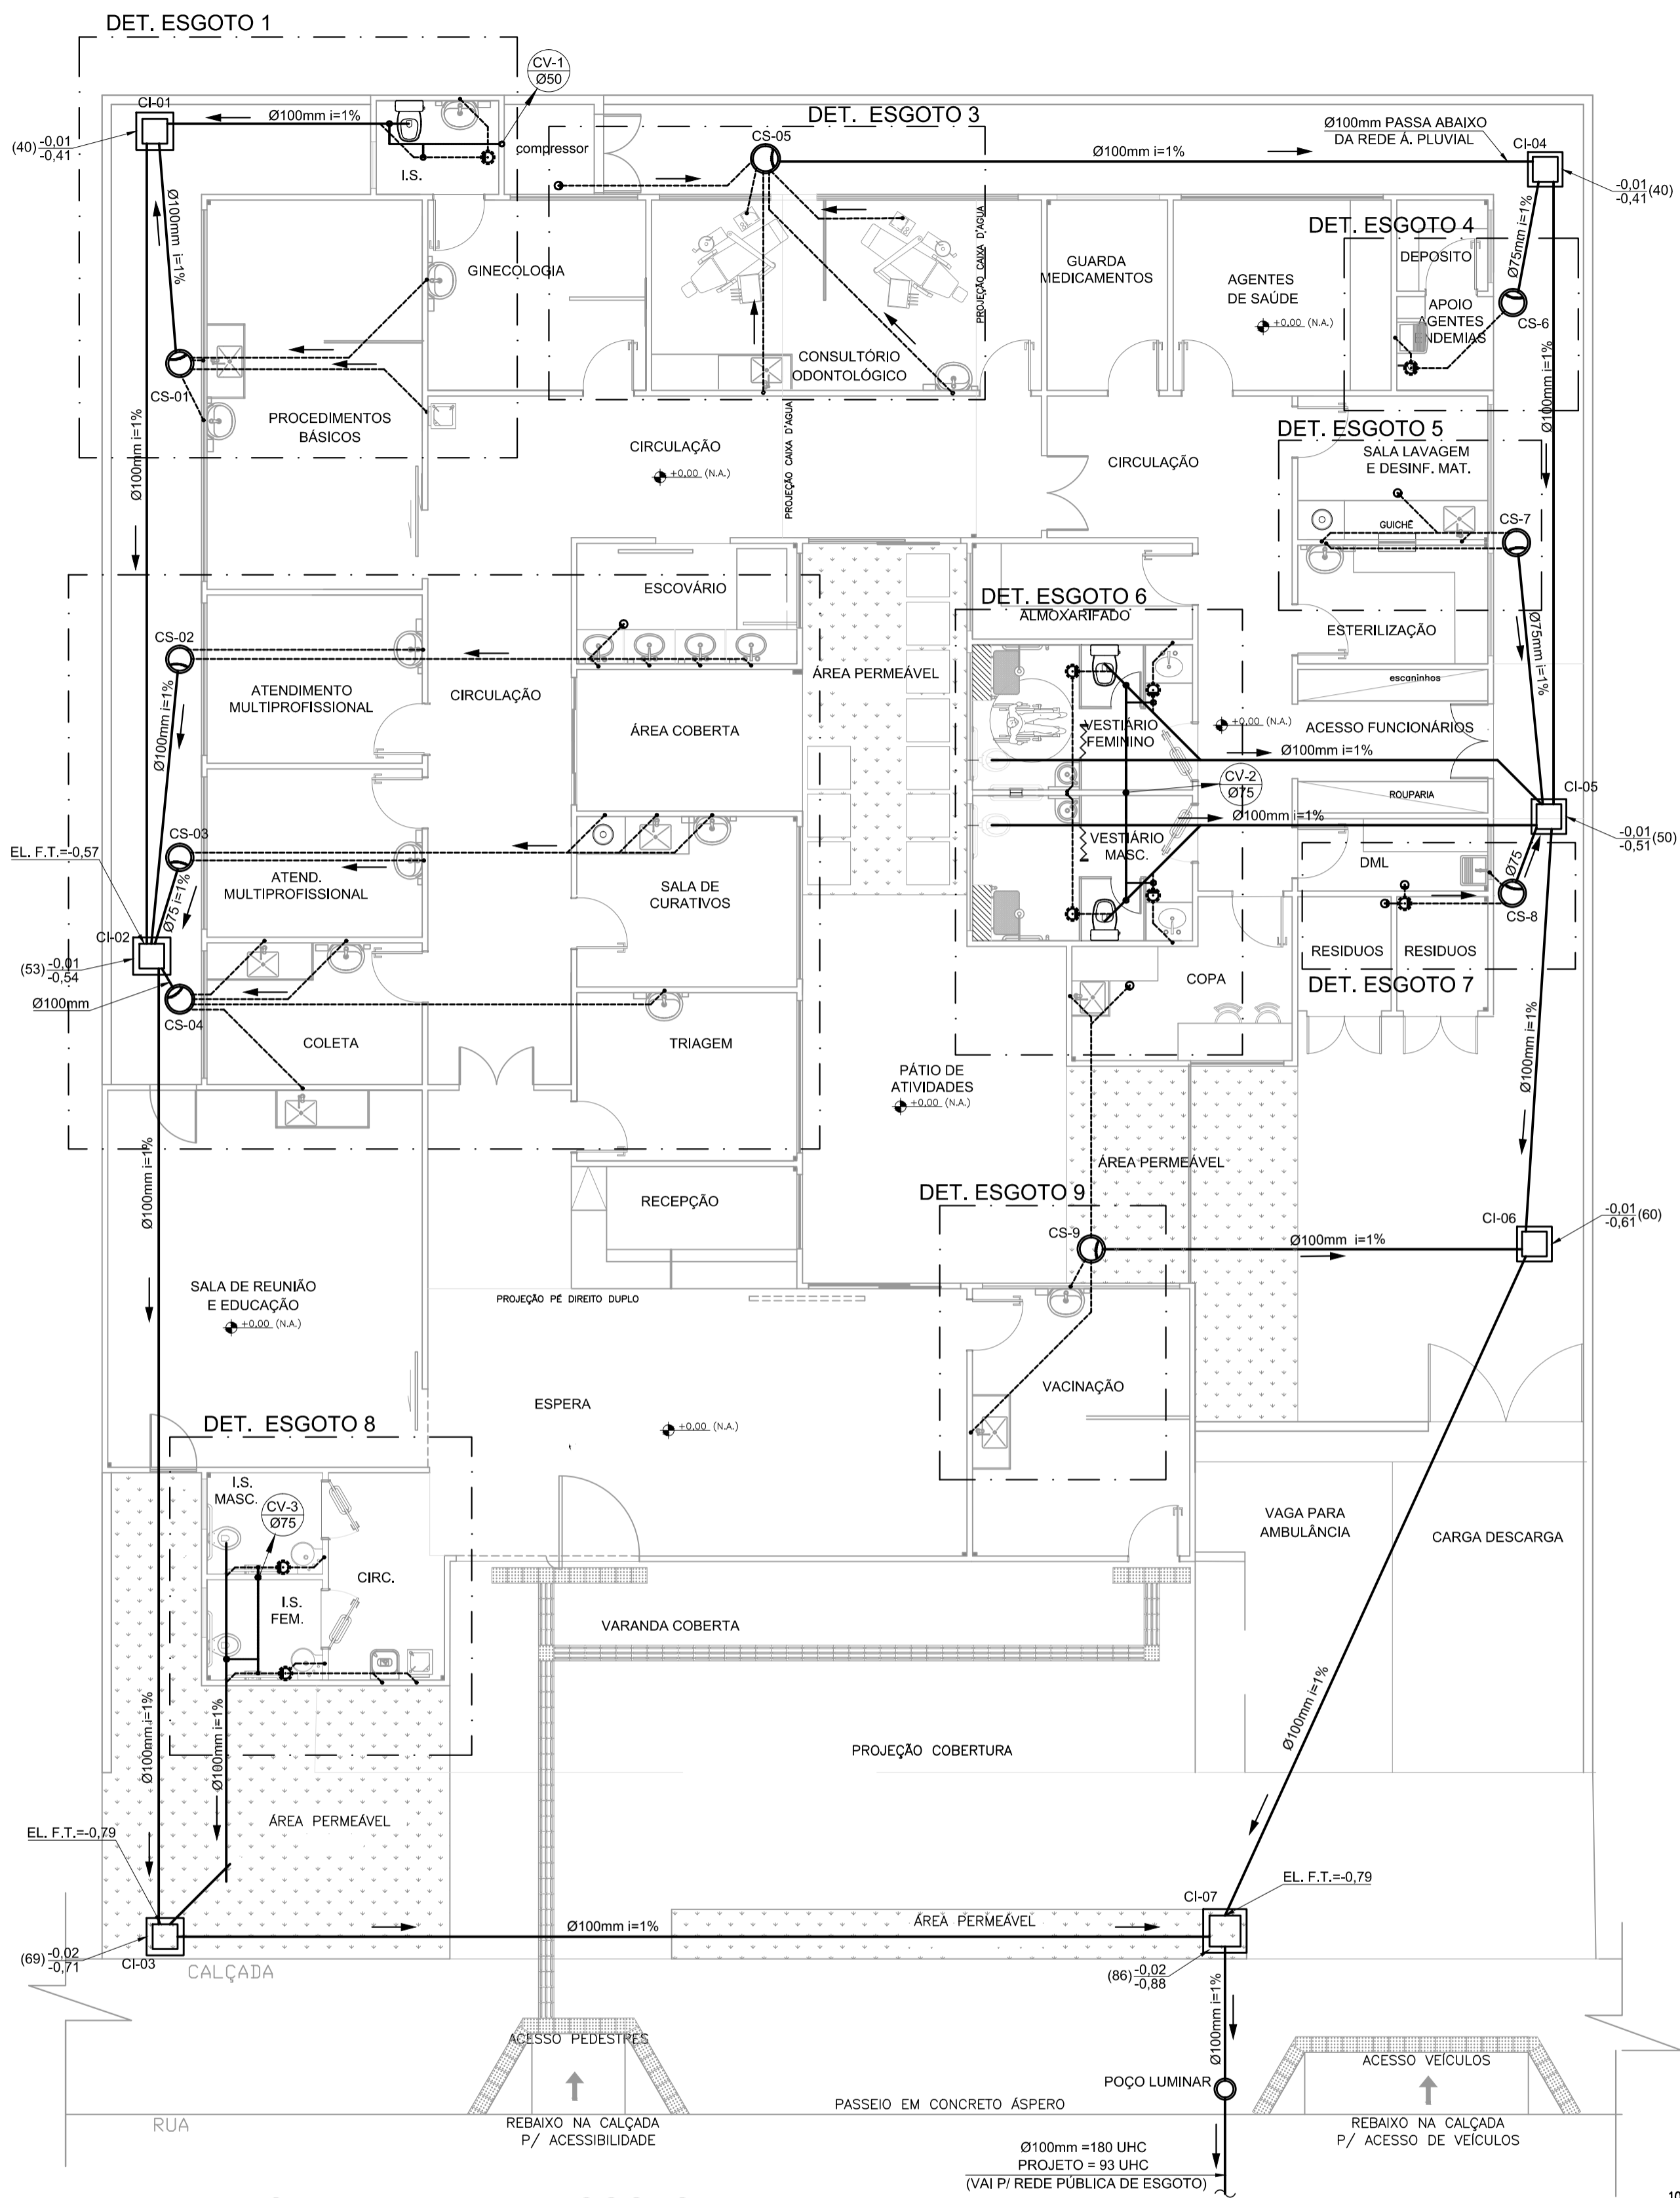 DET. ESGOTO 1
CV-1
Ø50
CI-01
Ø100mm i=1%
DET. ESGOTO 3
CS-05
Ø100mm PASSA ABAIXO
DA REDE Á. PLUVIAL
CI-04
(40) -0,01
-0,41
I.S.
compressor
Ø100mm i=1%
-0,01 (40)
-0,41
Ø100mm i=1%
Ø75mm i=1%
DET. ESGOTO 4
GINECOLOGIA
PROJEÇÃO CAIXA D'AGUA
GUARDA
MEDICAMENTOS
AGENTES
DE SAÚDE
+0,00 (N.A.)
DEPOSITO
APOIO
AGENTES
ENDEMIAS
CS-6
CS-01
CONSULTÓRIO
ODONTOLÓGICO
Ø100mm i=1%
Ø100mm i=1%
PROCEDIMENTOS
BÁSICOS
CIRCULAÇÃO
+0,00 (N.A.)
PROJEÇÃO CAIXA D'AGUA
CIRCULAÇÃO
DET. ESGOTO 5
SALA LAVAGEM
E DESINF. MAT.
GUICHÊ
CS-7
ESCOVÁRIO
DET. ESGOTO 6
ALMOXARIFADO
ESTERILIZAÇÃO
Ø75mm i=1%
CS-02
ATENDIMENTO
MULTIPROFISSIONAL
CIRCULAÇÃO
ÁREA PERMEÁVEL
escaninhos
Ø100mm i=1%
ÁREA COBERTA
VESTIÁRIO
FEMININO
+0,00 (N.A.)
ACESSO FUNCIONÁRIOS
Ø100mm i=1%
CV-2
Ø75
ROUPARIA
CI-05
CS-03
Ø100mm i=1%
-0,01 (50)
-0,51
EL. F.T.=-0,57
Ø75 i=1%
ATEND.
MULTIPROFISSIONAL
VESTIÁRIO
MASC.
DML
Ø75
SALA DE
CURATIVOS
CS-8
CI-02
(53) -0,01
-0,54
Ø100mm
CS-04
RESIDUOS
RESIDUOS
COPA
DET. ESGOTO 7
COLETA
TRIAGEM
PÁTIO DE
ATIVIDADES
+0,00 (N.A.)
Ø100mm i=1%
Ø100mm i=1%
ÁREA PERMEÁVEL
RECEPÇÃO
DET. ESGOTO 9
CS-9
CI-06
-0,01 (60)
-0,61
Ø100mm i=1%
SALA DE REUNIÃO
E EDUCAÇÃO
+0,00 (N.A.)
PROJEÇÃO PÉ DIREITO DUPLO
VACINAÇÃO
ESPERA
+0,00 (N.A.)
DET. ESGOTO 8
I.S.
MASC.
CV-3
Ø75
VAGA PARA
AMBULÂNCIA
CARGA DESCARGA
CIRC.
I.S.
FEM.
VARANDA COBERTA
Ø100mm i=1%
Ø100mm i=1%
Ø100mm i=1%
PROJEÇÃO COBERTURA
ÁREA PERMEÁVEL
EL. F.T.=-0,79
EL. F.T.=-0,79
CI-07
Ø100mm i=1%
ÁREA PERMEÁVEL
(69) -0,02
-0,71
CI-03
CALÇADA
(86) -0,02
-0,88
Ø100mm i=1%
ACESSO PEDESTRES
ACESSO VEÍCULOS
POÇO LUMINAR
PASSEIO EM CONCRETO ÁSPERO
RUA
REBAIXO NA CALÇADA
P/ ACESSIBILIDADE
REBAIXO NA CALÇADA
P/ ACESSO DE VEÍCULOS
Ø100mm =180 UHC
PROJETO = 93 UHC
(VAI P/ REDE PÚBLICA DE ESGOTO)
10